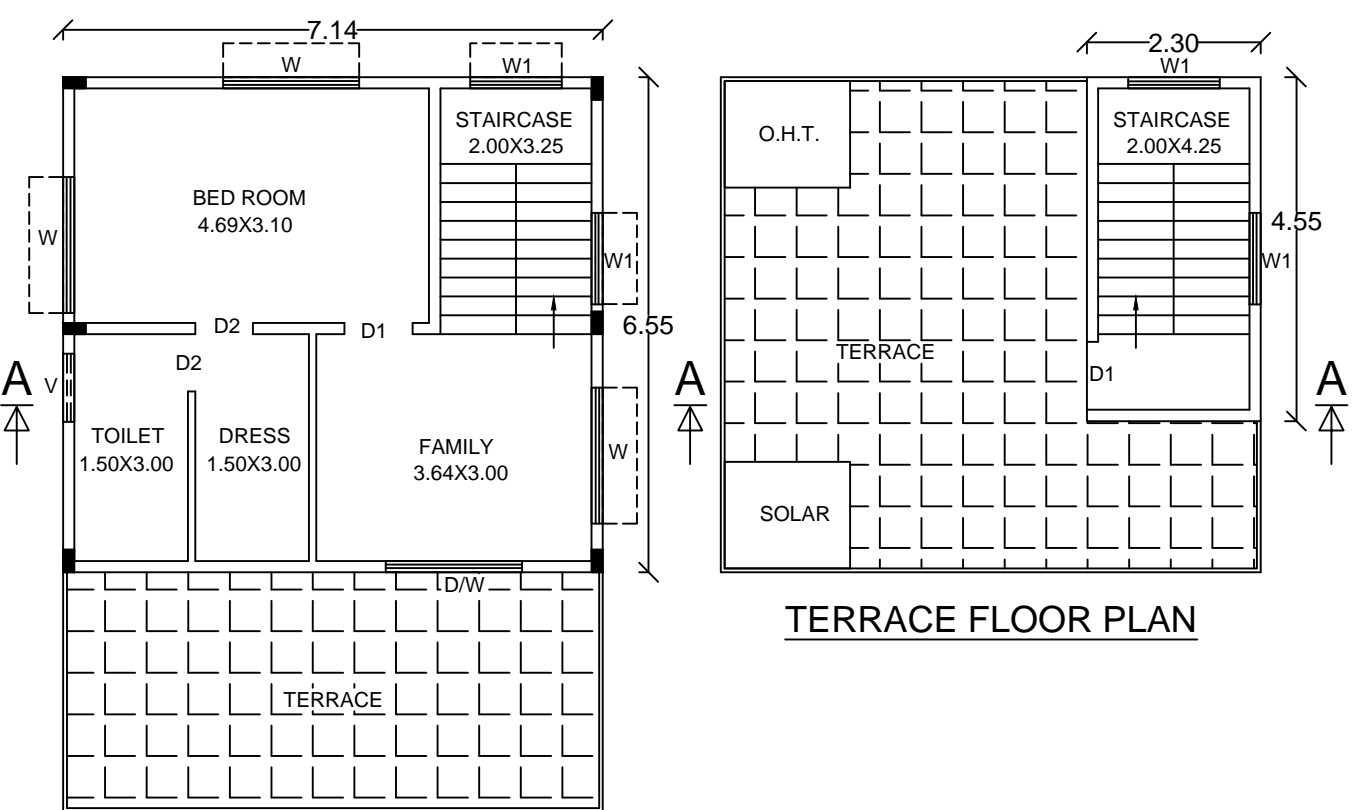 7.14
W
W1
STAIRCASE
2.00X3.25
BED ROOM
4.69X3.10
W
W1
6.55
D2
D1
D2
A
V
TOILET
1.50X3.00
DRESS
1.50X3.00
FAMILY
3.64X3.00
W
A
D/W
TERRACE
2.30
W1
O.H.T.
STAIRCASE
2.00X4.25
4.55
W1
TERRACE
D1
A
SOLAR
TERRACE FLOOR PLAN